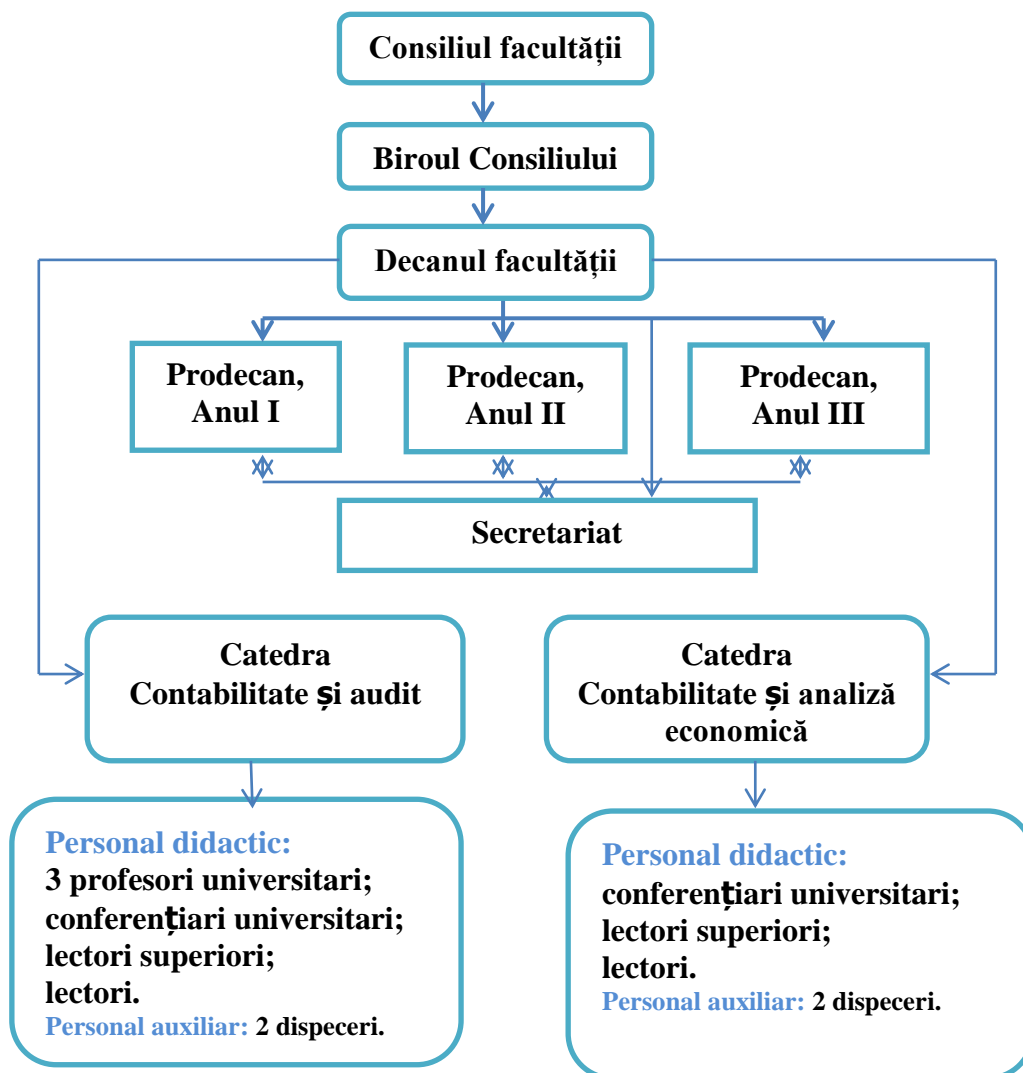 Consiliul facultății
Biroul Consiliului
Decanul facultății
Prodecan,
Anul I
Prodecan,
Anul II
Prodecan,
Anul III
Secretariat
Catedra
Contabilitate și audit
Catedra
Contabilitate și analiză
economică
Personal didactic:
3 profesori universitari;
conferențiari universitari;
lectori superiori;
lectori.
Personal auxiliar: 2 dispeceri.
Personal didactic:
conferențiari universitari;
lectori superiori;
lectori.
Personal auxiliar: 2 dispeceri.